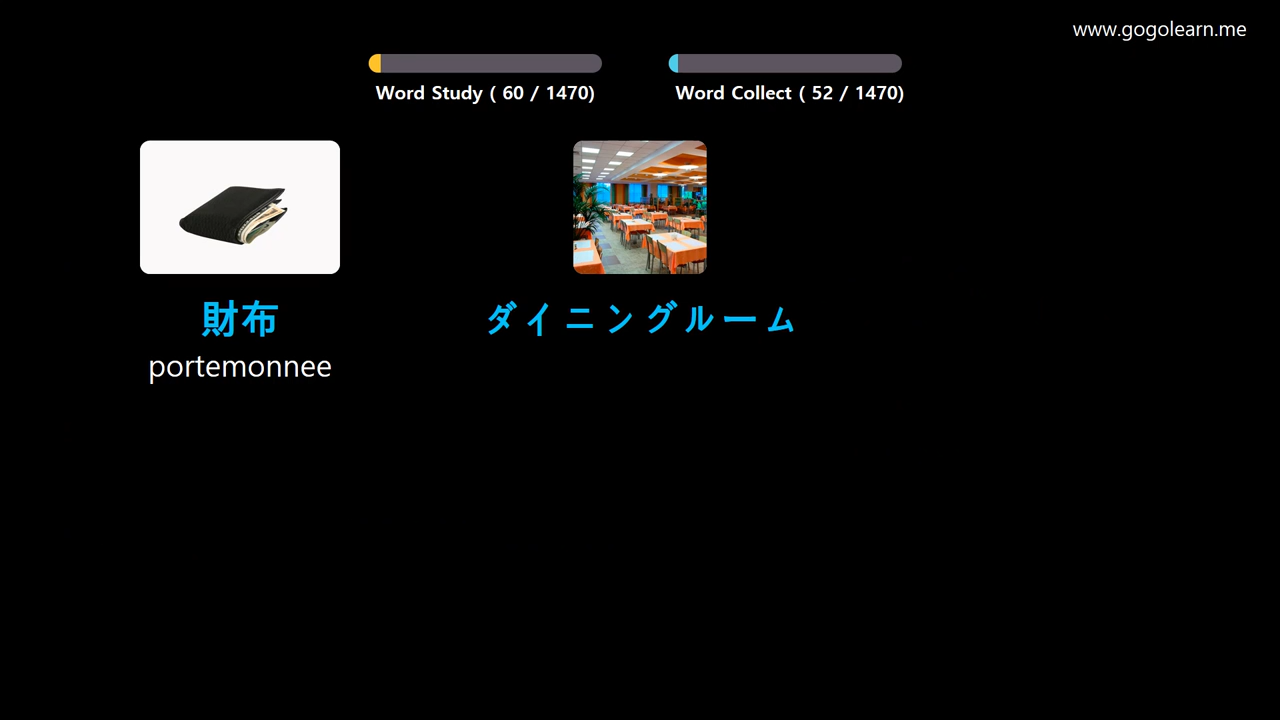 www.gogolearn.me
Word Study ( 60 / 1470)
Word Collect ( 52 / 1470)
財布
portemonnee
ダイニングルーム